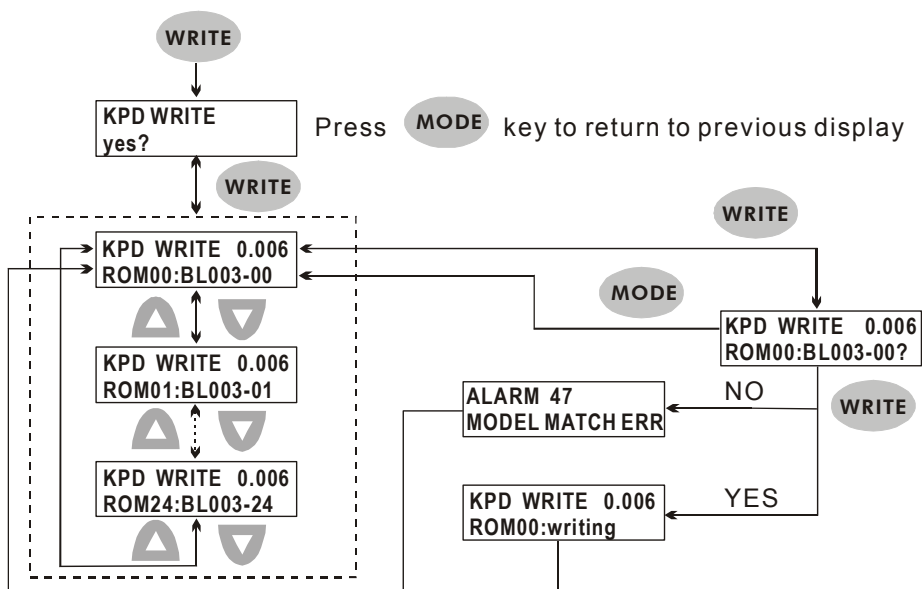 WRITE
KPD WRITE
yes?
Press MODE key to return to previous display
WRITE
WRITE
KPD WRITE 0.006
ROM00:BL003-00
MODE
KPD WRITE 0.006
ROM00:BL003-00?
KPD WRITE 0.006
ROM01:BL003-01
ALARM 47
MODEL MATCH ERR
NO
WRITE
KPD WRITE 0.006
ROM24:BL003-24
KPD WRITE 0.006
ROM00:writing
YES